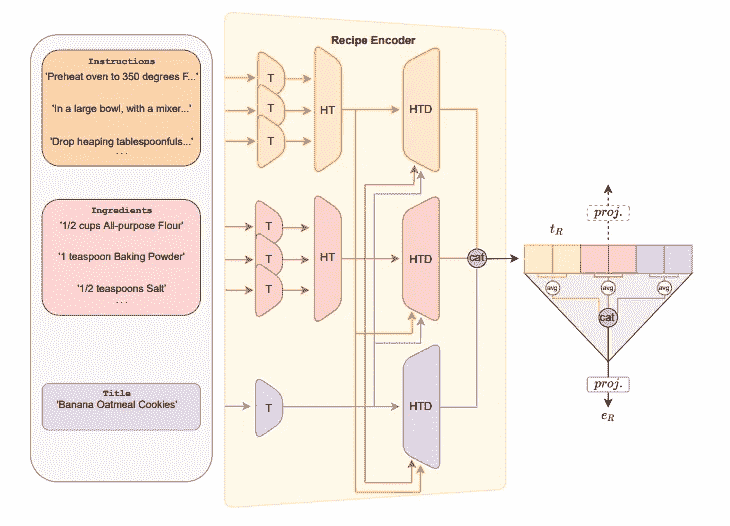 Recipe Encoder
Instructions
'Preheat oven to 350 degrees F...'
'In a large bowl, with a mixer...'
'Drop heaping tablespoonfuls...'
...
T
T
T
HT
HTD
Ingredients
'1/2 cups All-purpose Flour'
'1 teaspoon Baking Powder'
'1/2 teaspoons Salt'
...
T
T
T
HT
HTD
Title
'Banana Oatmeal Cookies'
T
HTD
cat
proj.
t_R
avg
avg
avg
cat
proj.
e_R